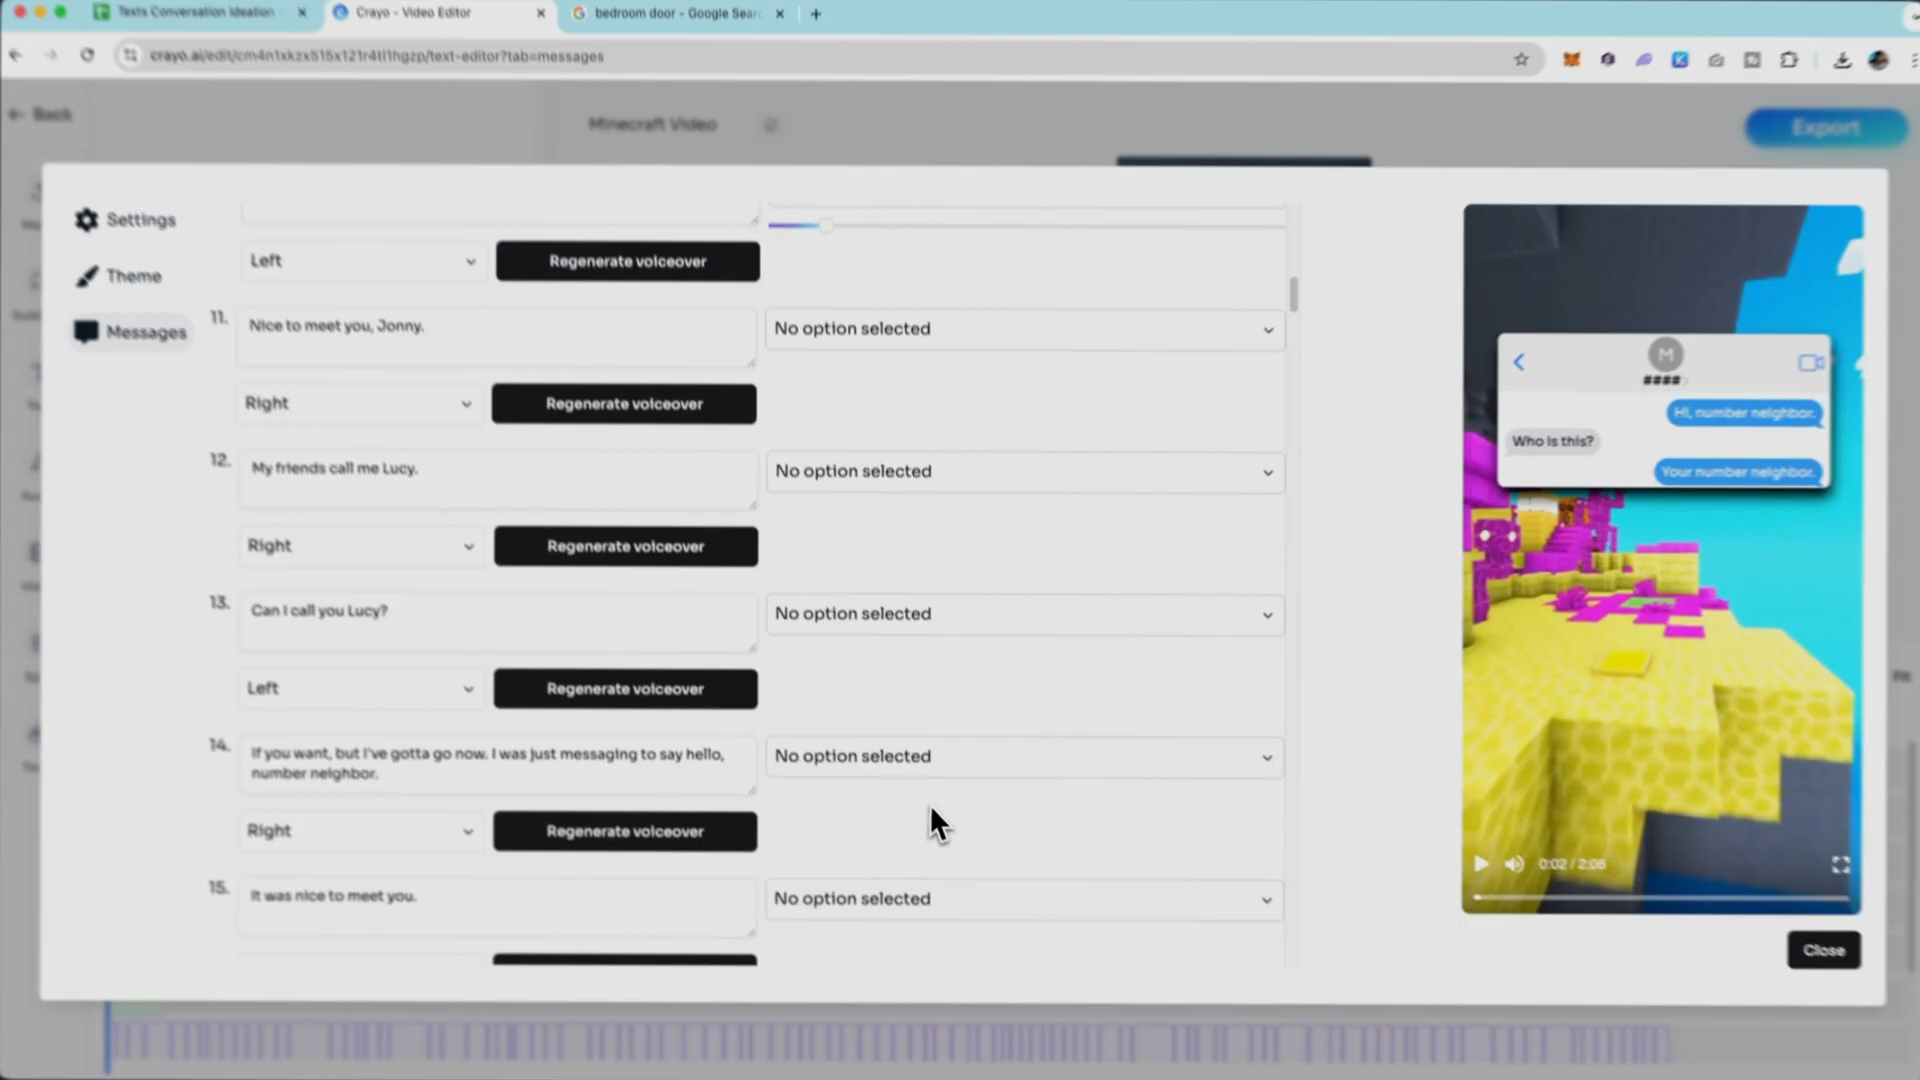 Texts Conversation Ideation
Crayo - Video Editor
bedroom door - Google Sear
crayo.ai/edit/cm4n1xkzx515x121r4tl1hgzp/text-editor?tab=messages
Back
Minecraft Video
Export
Settings
Theme
Messages
Left
Regenerate voiceover
11.
Nice to meet you, Jonny.
No option selected
Right
Regenerate voiceover
12.
My friends call me Lucy.
No option selected
Right
Regenerate voiceover
13.
Can I call you Lucy?
No option selected
Left
Regenerate voiceover
14.
If you want, but I've gotta go now. I was just messaging to say hello,
number neighbor.
No option selected
Right
Regenerate voiceover
15.
It was nice to meet you.
No option selected
M
####
Hi, number neighbor.
Who is this?
Your number neighbor.
0:02 / 2:06
Close